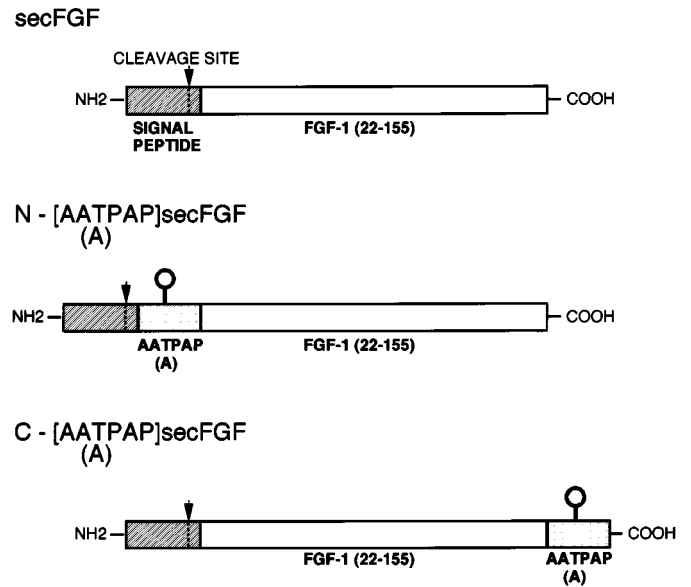 secFGF
CLEAVAGE SITE
NH2
COOH
SIGNAL
PEPTIDE
FGF-1 (22-155)
N - [AATPAP]secFGF
(A)
NH2
COOH
AATPAP
(A)
FGF-1 (22-155)
C - [AATPAP]secFGF
(A)
NH2
COOH
FGF-1 (22-155)
AATPAP
(A)